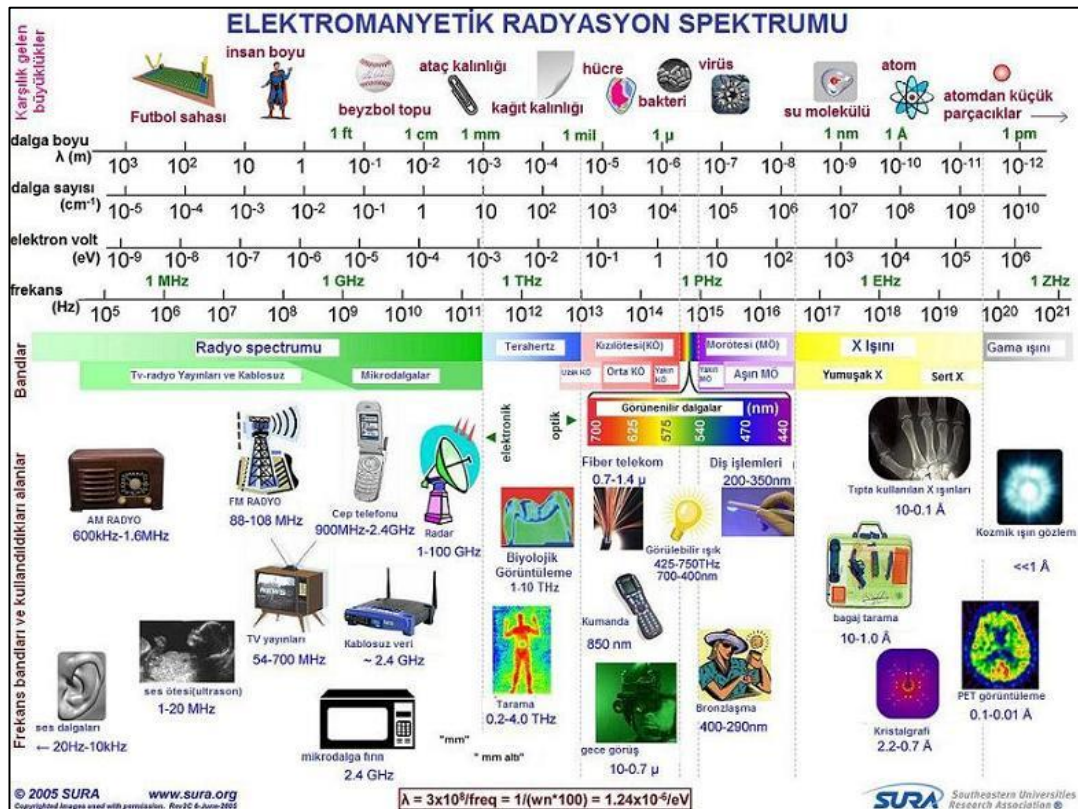 ELEKTROMANYETİK RADYASYON SPEKTRUMU
Karşılık gelen
büyüklükler
Futbol sahası
insan boyu
beyzbol topu
ataç kalınlığı
kağıt kalınlığı
hücre
bakteri
virüs
su molekülü
atom
atomdan küçük
parçacıklar
1 ft 1 cm 1 mm 1 mil 1 µ 1 nm 1 Å 1 pm
dalga boyu
λ (m)
10³ 10² 10 1 10⁻¹ 10⁻² 10⁻³ 10⁻⁴ 10⁻⁵ 10⁻⁶ 10⁻⁷ 10⁻⁸ 10⁻⁹ 10⁻¹⁰ 10⁻¹¹ 10⁻¹²
dalga sayısı
(cm⁻¹)
10⁻⁵ 10⁻⁴ 10⁻³ 10⁻² 10⁻¹ 1 10 10² 10³ 10⁴ 10⁵ 10⁶ 10⁷ 10⁸ 10⁹ 10¹⁰
elektron volt
(eV)
10⁻⁹ 10⁻⁸ 10⁻⁷ 10⁻⁶ 10⁻⁵ 10⁻⁴ 10⁻³ 10⁻² 10⁻¹ 1 10 10² 10³ 10⁴ 10⁵ 10⁶
1 MHz 1 GHz 1 THz 1 PHz 1 EHz 1 ZHz
frekans
(Hz)
10⁵ 10⁶ 10⁷ 10⁸ 10⁹ 10¹⁰ 10¹¹ 10¹² 10¹³ 10¹⁴ 10¹⁵ 10¹⁶ 10¹⁷ 10¹⁸ 10¹⁹ 10²⁰ 10²¹
Bandlar
Radyo spectrumu
Terahertz
Kızılötesi(KÖ)
Morötesi (MÖ)
X Işını
Gama ışını
Tv-radyo Yayınları ve Kablosuz
Mikrodalgalar
Uzak KÖ
Orta KÖ
Yakın KÖ
Yakın MÖ
Aşırı MÖ
Yumuşak X
Sert X
elektronik
optik
Görünenilir dalgalar (nm)
700 625 575 540 470 440
Frekans bandları ve kullandıldıkları alanlar
AM RADYO
600kHz-1.6MHz
FM RADYO
88-108 MHz
Cep telefonu
900MHz-2.4GHz
Radar
1-100 GHz
Biyolojik
Görüntüleme
1-10 THz
Fiber telekom
0.7-1.4 µ
Görülebilir ışık
425-750THz
700-400nm
Diş işlemleri
200-350nm
Tıpta kullanılan X ışınları
10-0.1 Å
Kozmik ışın gözlem
<<1 Å
ses dalgaları
← 20Hz-10kHz
ses ötesi(ultrason)
1-20 MHz
NEWS
TV yayınları
54-700 MHz
Kablosuz veri
~ 2.4 GHz
mikrodalga fırın
2.4 GHz
"mm"
" mm altı"
Tarama
0.2-4.0 THz
Kumanda
850 nm
gece görüş
10-0.7 µ
Bronzlaşma
400-290nm
bagaj tarama
10-1.0 Å
Kristalgrafi
2.2-0.7 Å
PET görüntüleme
0.1-0.01 Å
© 2005 SURA www.sura.org
Copyrighted images used with permission. Rev2C 6-June-2005
λ = 3x10⁸/freq = 1/(wn*100) = 1.24x10⁻⁶/eV
SURA
Southeastern Universities
Research Association ®